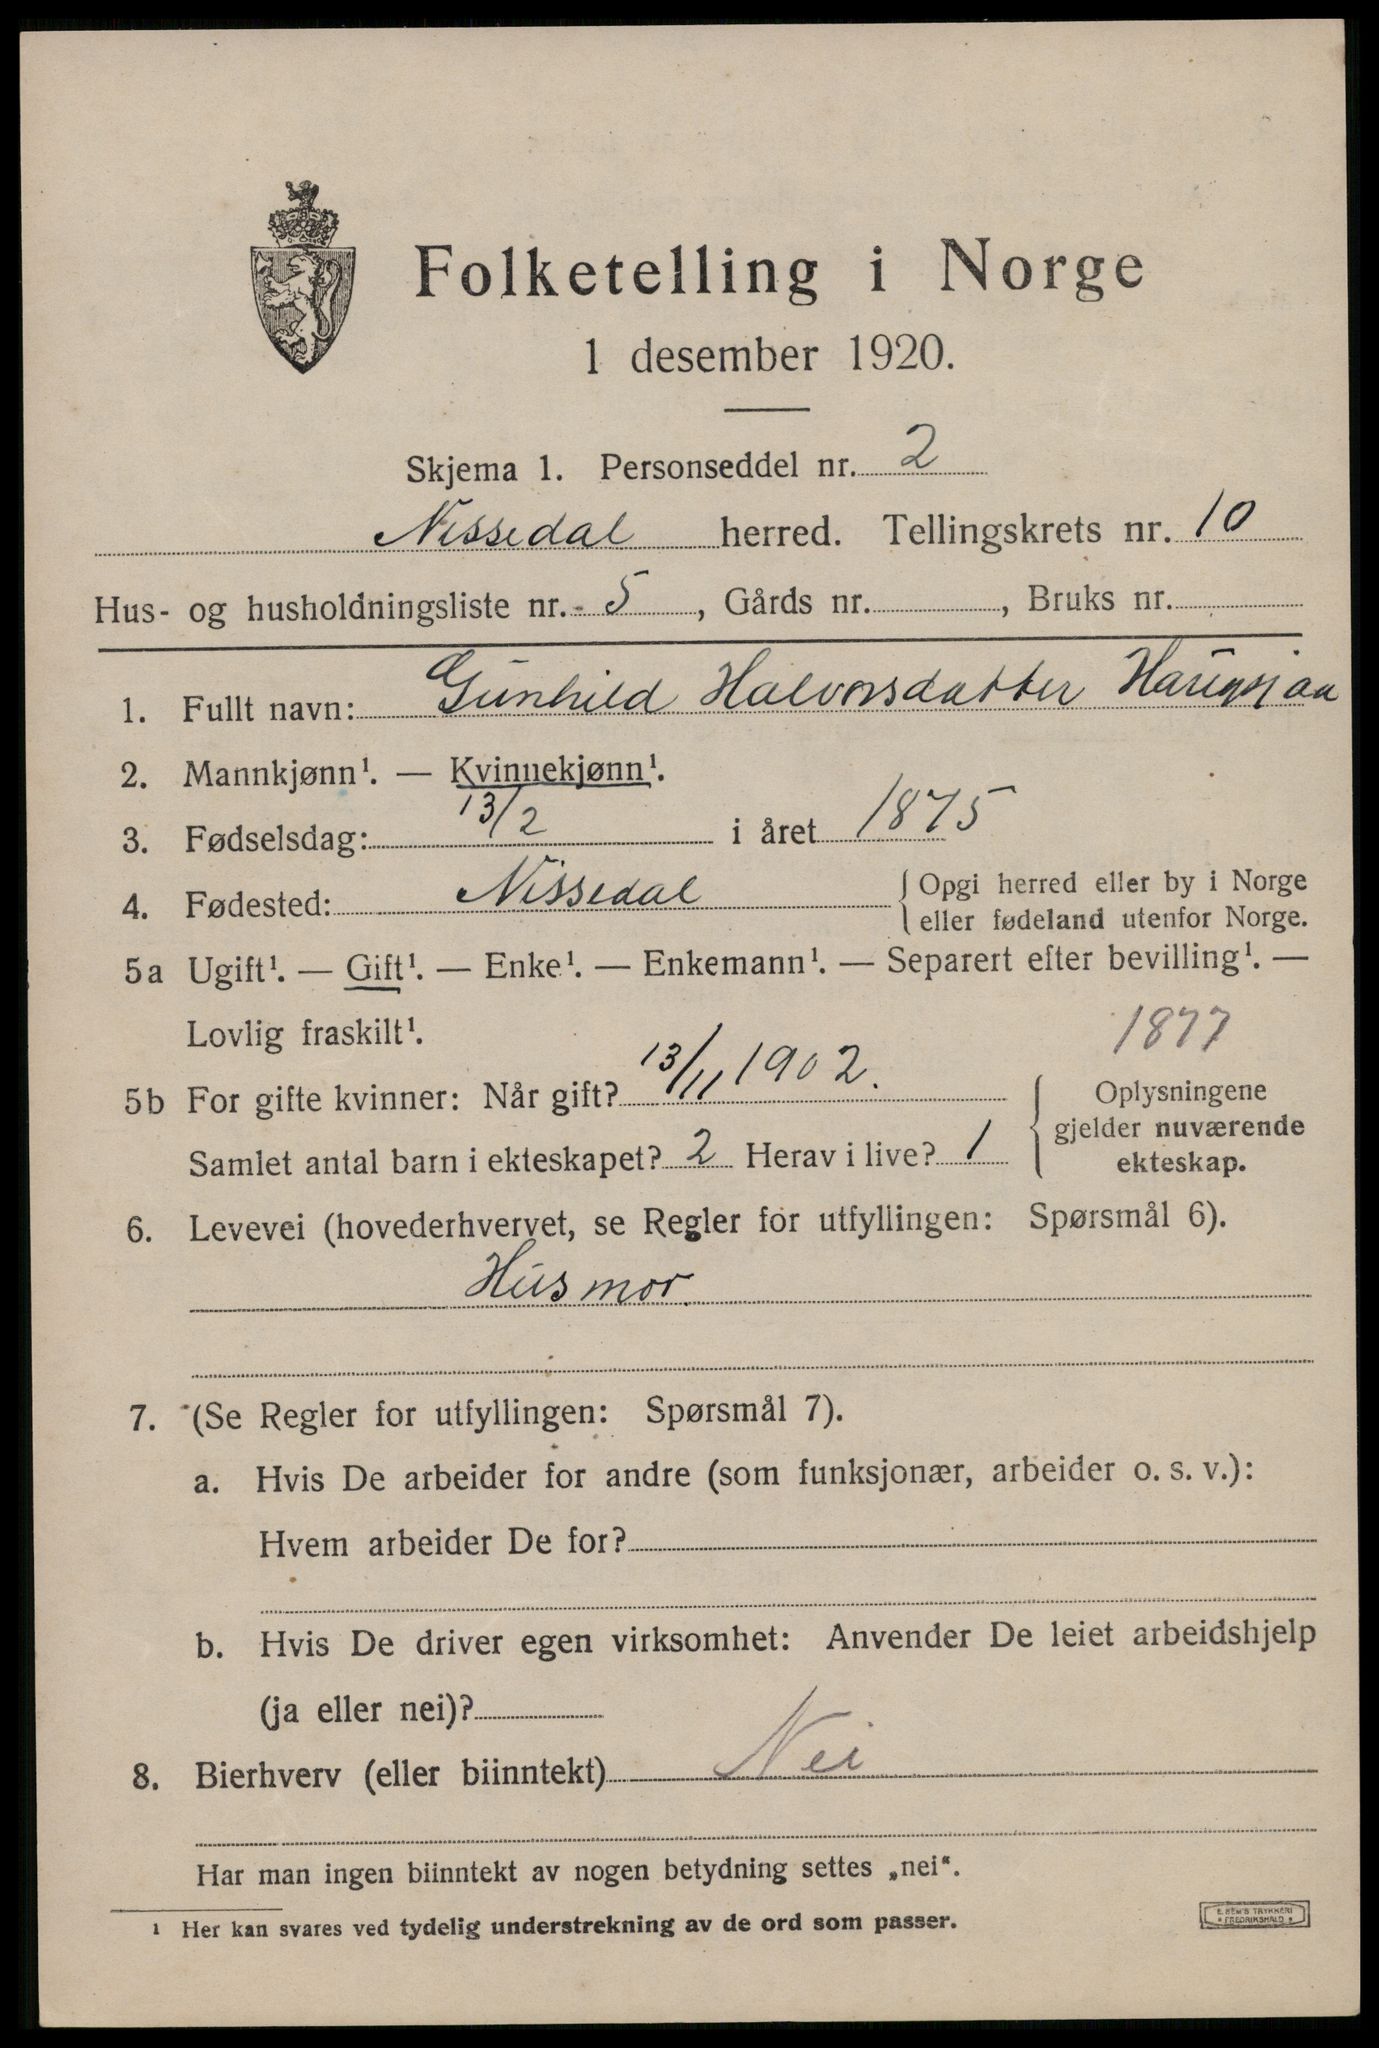 Folketelling i Norge
1 desember 1920.
Skjema 1. Personseddel nr. 2
Nissedal herred. Tellingskrets nr. 10
Hus- og husholdningsliste nr. 5, Gårds nr. , Bruks nr.
1. Fullt navn: Gunhild Halvorsdatter Haugsjaa
2. Mannkjønn¹. — Kvinnekjønn¹.
3. Fødselsdag: 13/2 i året 1875
4. Fødested: Nissedal { Opgi herred eller by i Norge
eller fødeland utenfor Norge.
5a Ugift¹. — Gift¹. — Enke¹. — Enkemann¹. — Separert efter bevilling¹. —
Lovlig fraskilt¹. 1877
5b For gifte kvinner: Når gift? 13/11 1902.
Samlet antal barn i ekteskapet? 2 Herav i live? 1
{ Oplysningene
gjelder nuværende
ekteskap.
6. Levevei (hovederhvervet, se Regler for utfyllingen: Spørsmål 6).
Husmor.
7. (Se Regler for utfyllingen: Spørsmål 7).
a. Hvis De arbeider for andre (som funksjonær, arbeider o. s. v.):
Hvem arbeider De for?
b. Hvis De driver egen virksomhet: Anvender De leiet arbeidshjelp
(ja eller nei)?
8. Bierhverv (eller biinntekt) Nei
Har man ingen biinntekt av nogen betydning settes „nei“.
¹ Her kan svares ved tydelig understrekning av de ord som passer.
E. SEM'S TRYKKERI
* FREDRIKSHALD *